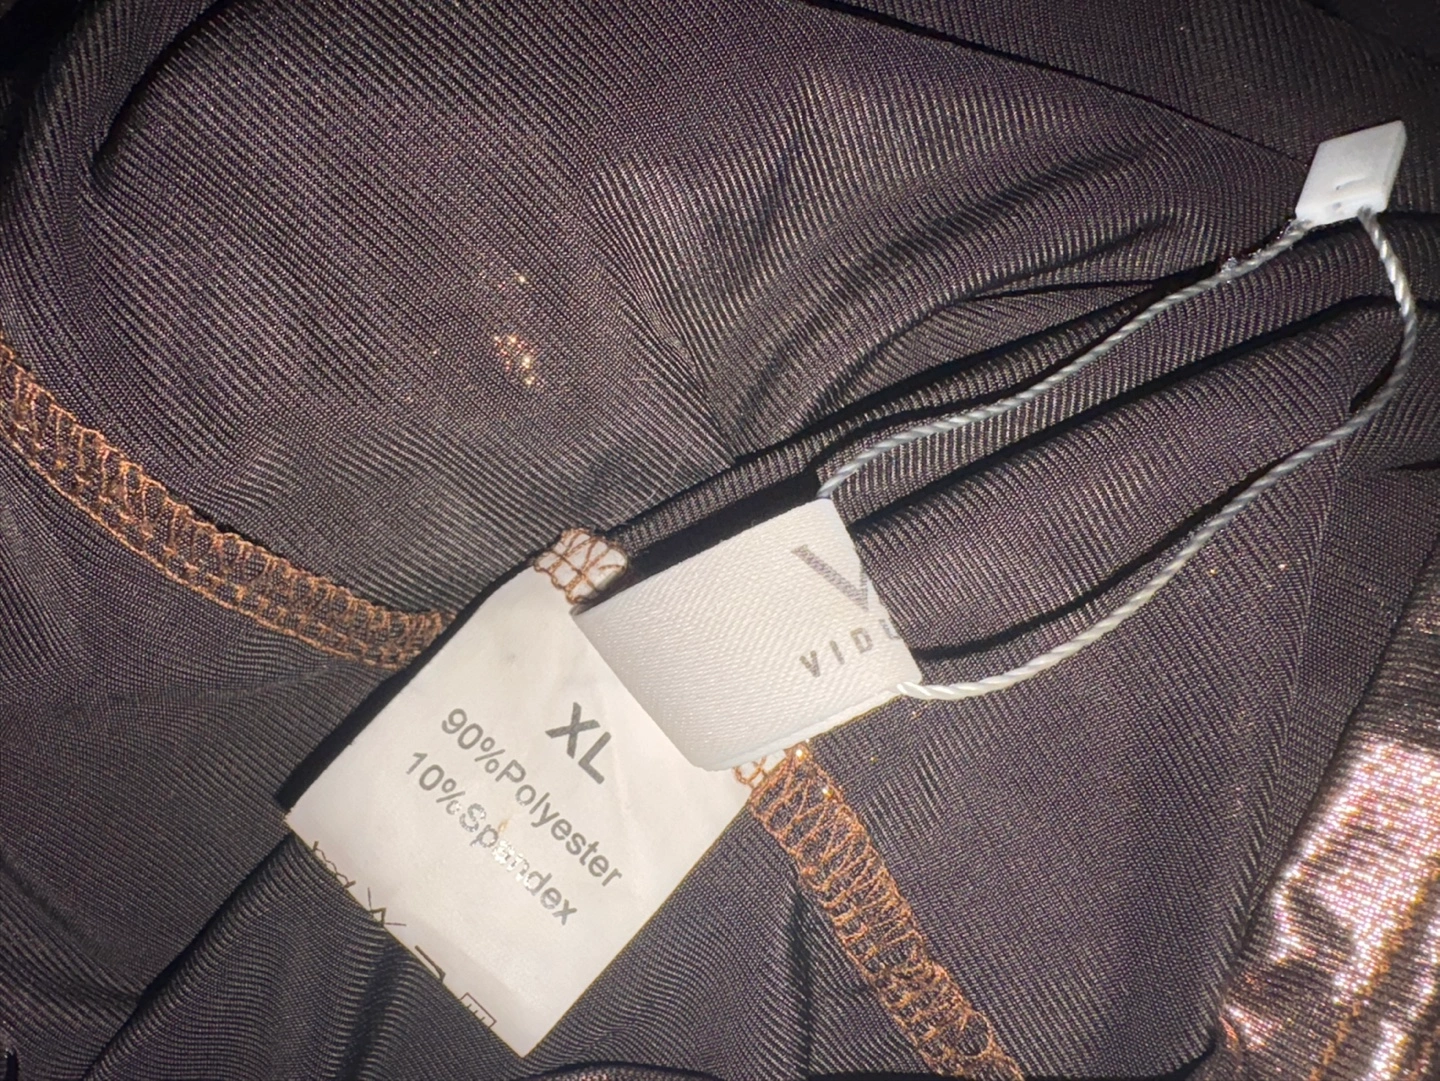 V
XL
90%Polyester
10%Spandex